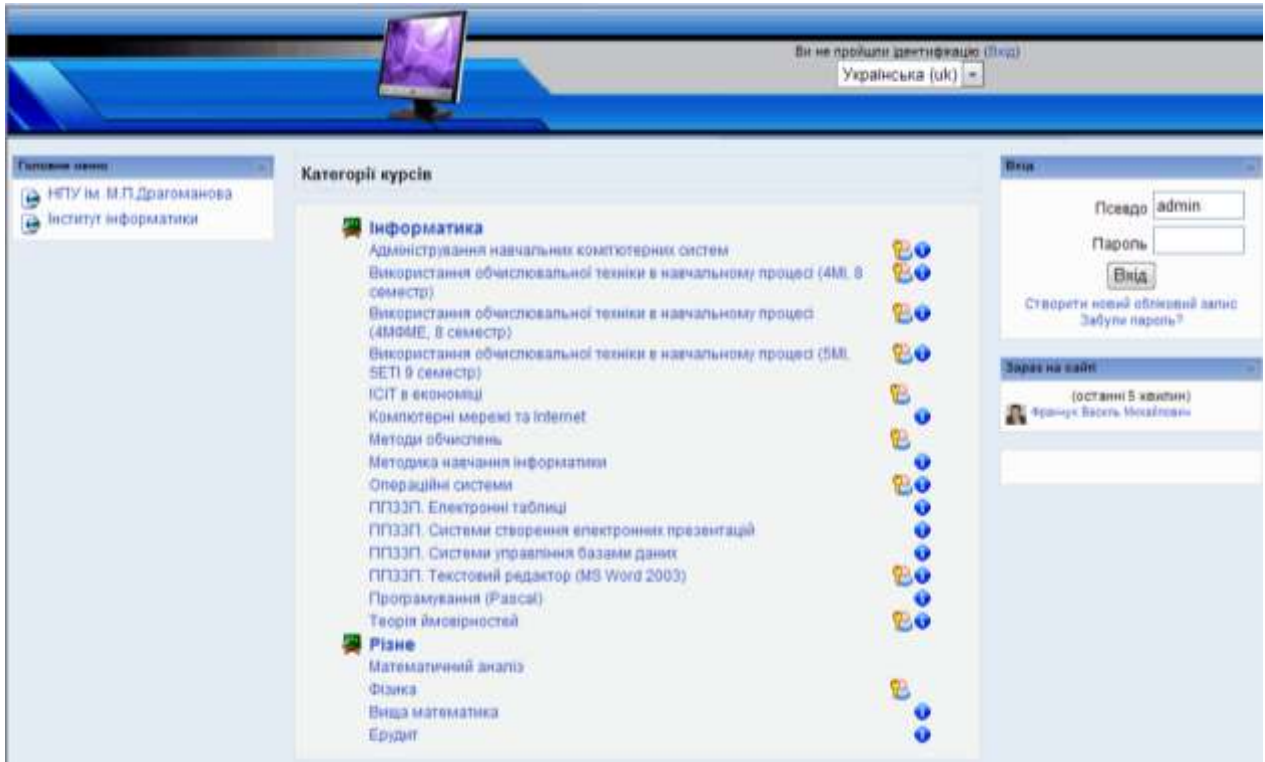 Ви не пройшли ідентифікацію (Вхід)
Українська (uk)
Головне меню
НПУ ім. М.П.Драгоманова
Інститут інформатики
Категорії курсів
Інформатика
Адміністрування навчальних комп'ютерних систем
Використання обчислювальної техніки в навчальному процесі (4МІ, 8
семестр)
Використання обчислювальної техніки в навчальному процесі
(4МФМЕ, 8 семестр)
Використання обчислювальної техніки в навчальному процесі (5МІ,
SETI 9 семестр)
ІСІТ в економіці
Комп'ютерні мережі та Internet
Методи обчислень
Методика навчання інформатики
Операційні системи
ППЗЗП. Електронні таблиці
ППЗЗП. Системи створення електронних презентацій
ППЗЗП. Системи управління базами даних
ППЗЗП. Текстовий редактор (MS Word 2003)
Програмування (Pascal)
Теорія ймовірностей
Різне
Математичний аналіз
Фізика
Вища математика
Ерудит
Вхід
Псевдо admin
Пароль
Вхід
Створити новий обліковий запис
Забули пароль?
Зараз на сайті
(останні 5 хвилин)
Франчук Василь Михайлович